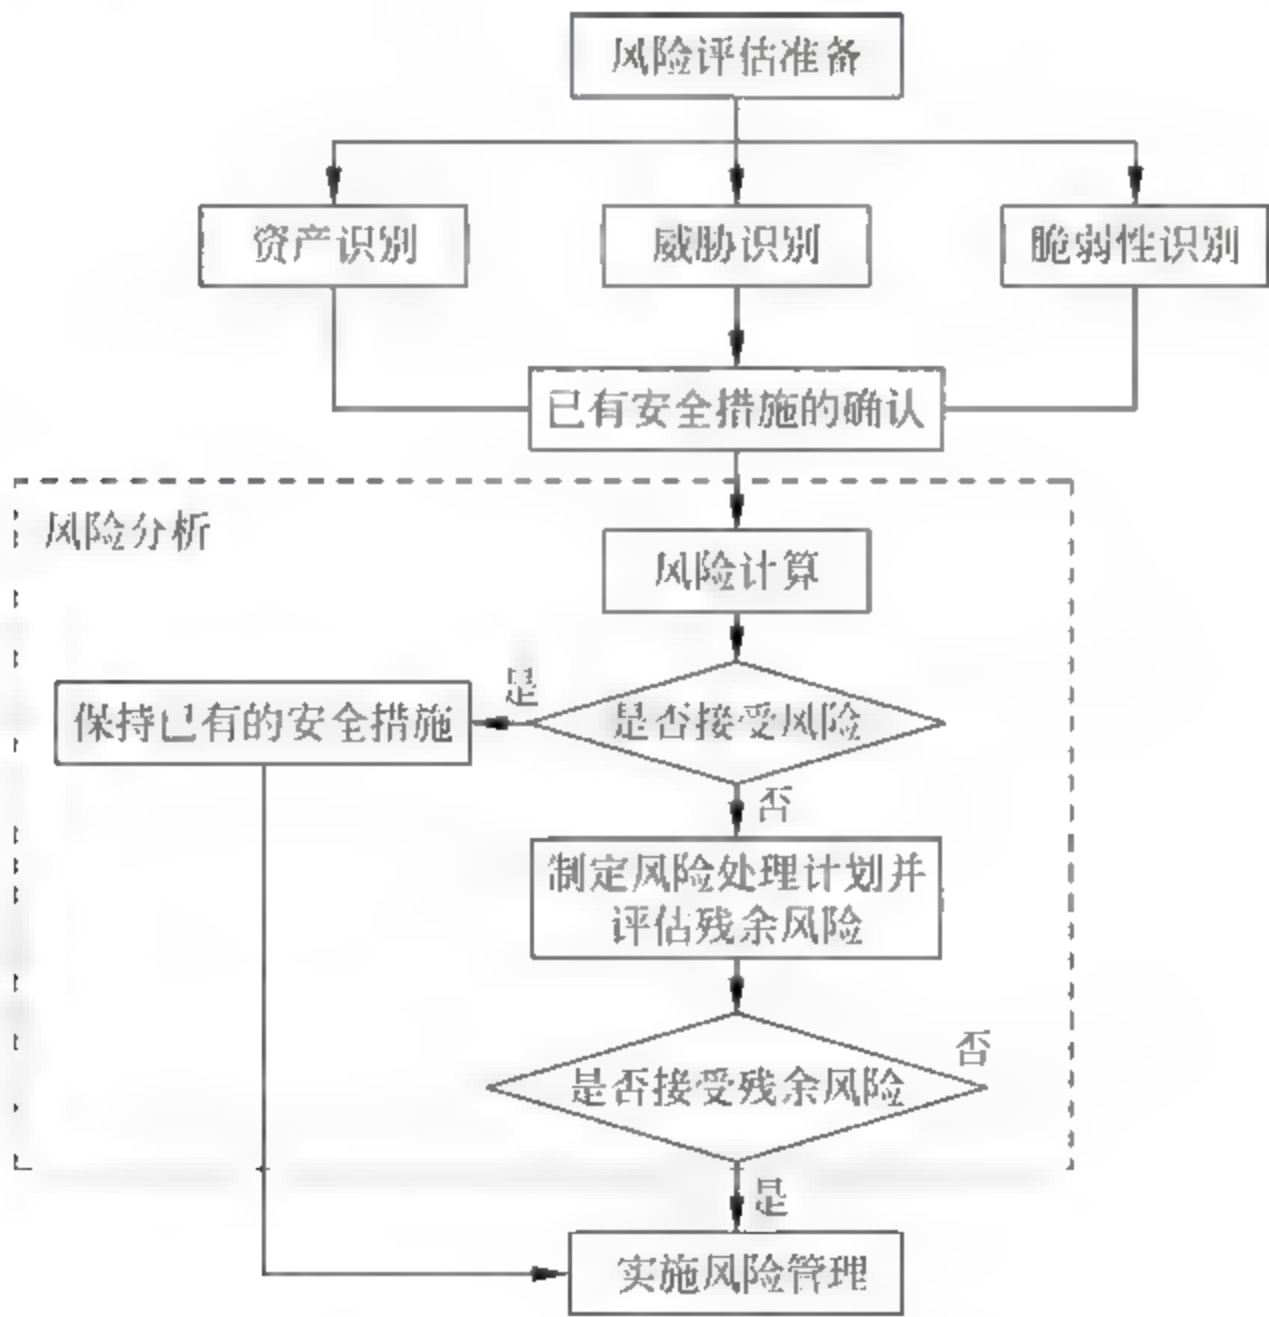 风险评估准备
资产识别
威胁识别
脆弱性识别
已有安全措施的确认
风险分析
风险计算
是
保持已有的安全措施
是否接受风险
否
制定风险处理计划并
评估残余风险
否
是否接受残余风险
是
实施风险管理